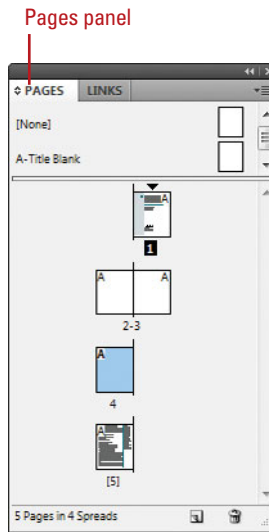 Pages panel
PAGES LINKS
[None]
A-Title Blank
A
1
A A
2-3
A
4
A
[5]
5 Pages in 4 Spreads